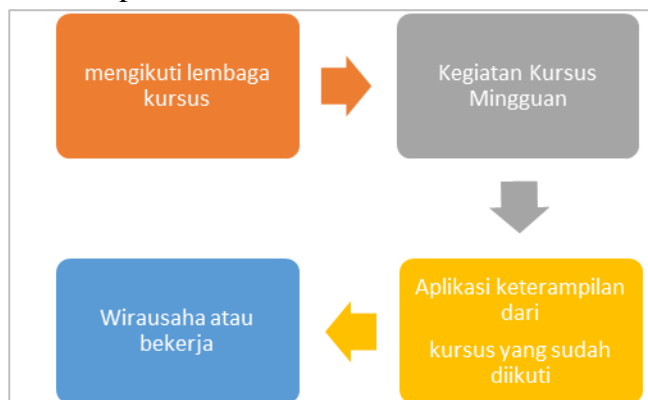 mengikuti lembaga
kursus
Kegiatan Kursus
Mingguan
Aplikasi keterampilan
dari
kursus yang sudah
diikuti
Wirausaha atau
bekerja